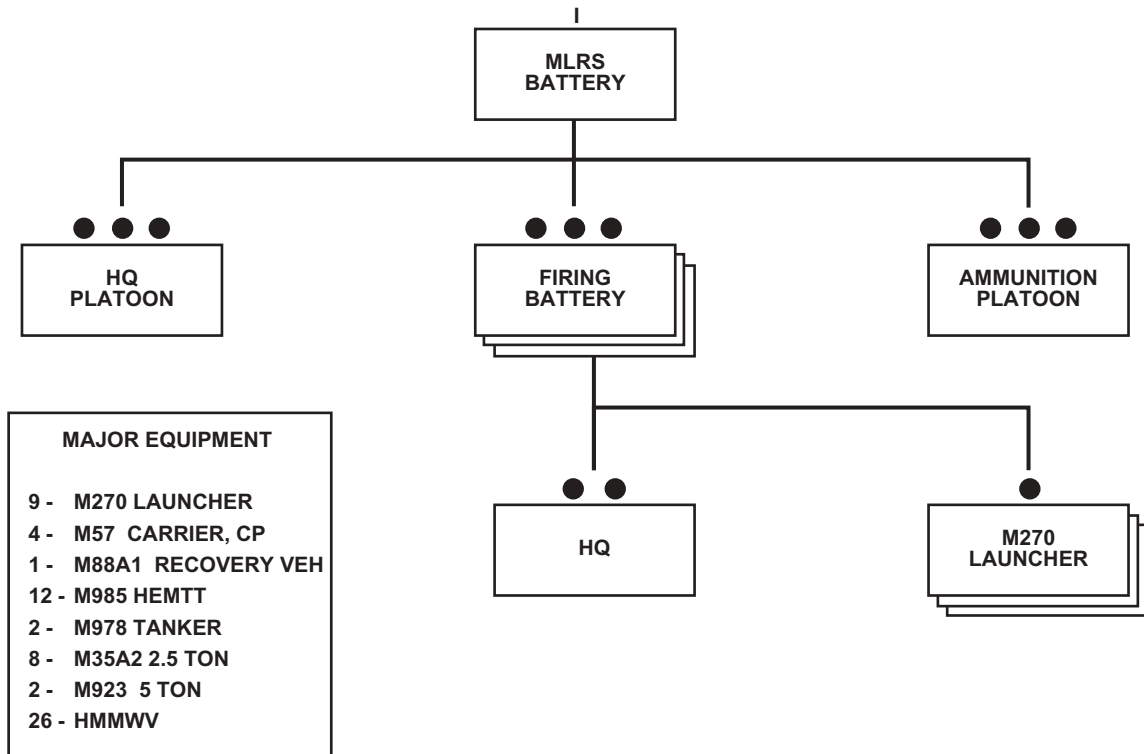 I
MLRS
BATTERY
HQ
PLATOON
FIRING
BATTERY
AMMUNITION
PLATOON
HQ
M270
LAUNCHER
MAJOR EQUIPMENT
9 - M270 LAUNCHER
4 - M57 CARRIER, CP
1 - M88A1 RECOVERY VEH
12 - M985 HEMTT
2 - M978 TANKER
8 - M35A2 2.5 TON
2 - M923 5 TON
26 - HMMWV